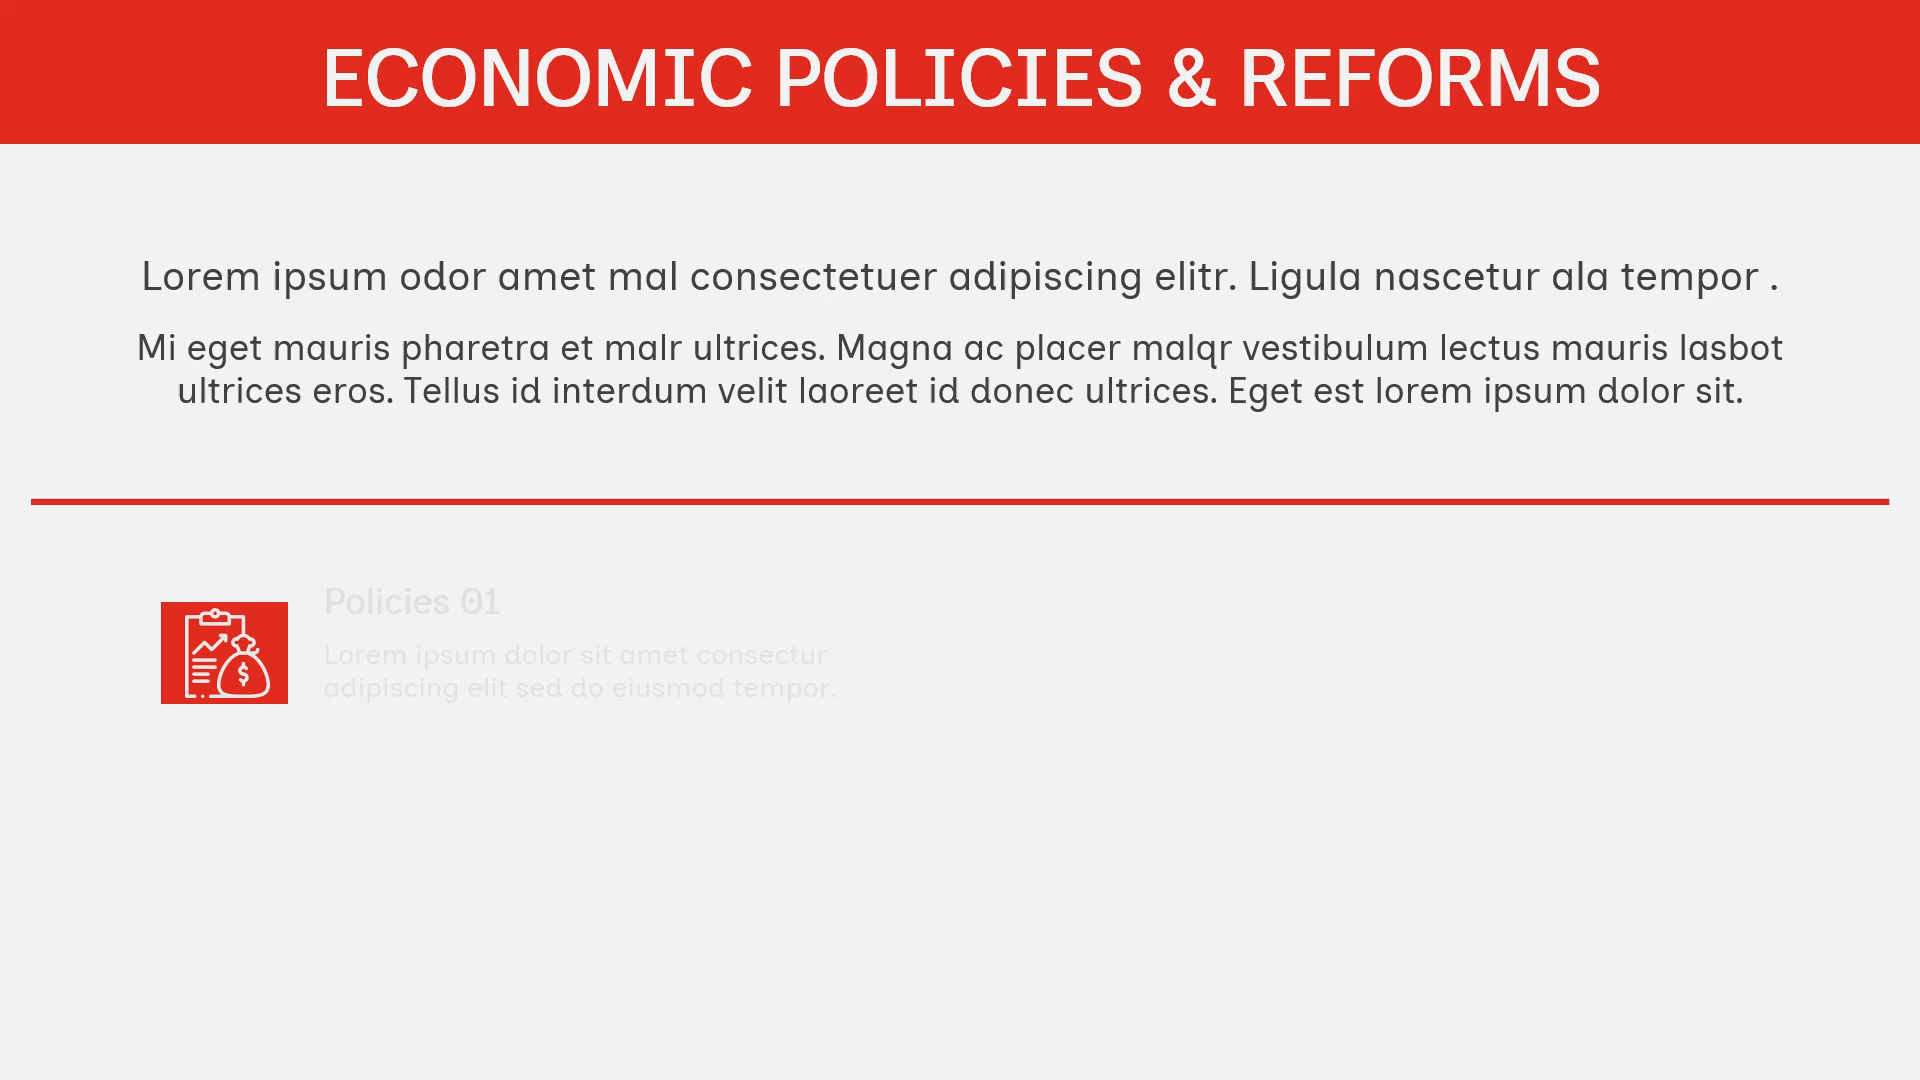 ECONOMIC POLICIES & REFORMS
Lorem ipsum odor amet mal consectetuer adipiscing elitr. Ligula nascetur ala tempor .
Mi eget mauris pharetra et malr ultrices. Magna ac placer malqr vestibulum lectus mauris lasbot
ultrices eros. Tellus id interdum velit laoreet id donec ultrices. Eget est lorem ipsum dolor sit.
Policies 01
Lorem ipsum dolor sit amet consectur
adipiscing elit sed do eiusmod tempor.
$